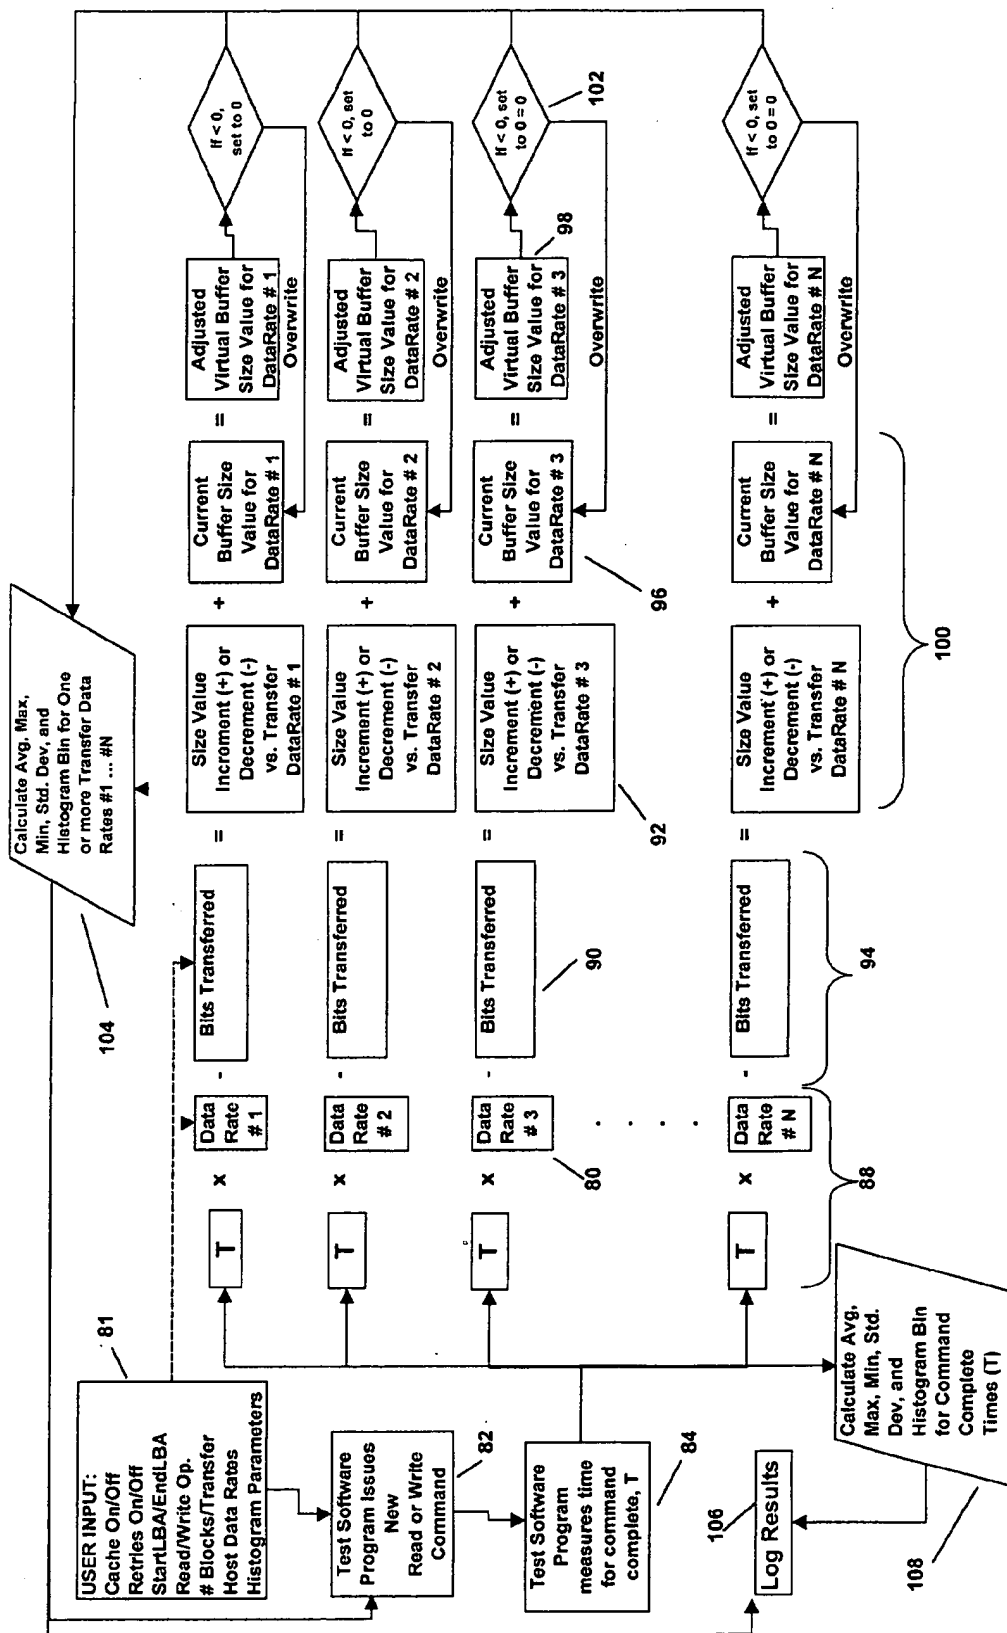 USER INPUT:
Cache On/Off
Retries On/Off
StartLBA/EndLBA
Read/Write Op.
# Blocks/Transfer
Host Data Rates
Histogram Parameters
81
Test Software
Program Issues
New
Read or Write
Command
82
Test Software
Program
measures time
for command
complete, T
84
Log Results
106
Calculate Avg,
Max, Min, Std.
Dev, and
Histogram Bin
for Command
Complete
Times (T)
108
Calculate Avg, Max,
Min, Std. Dev, and
Histogram Bin for One
or more Transfer Data
Rates #1 ... #N
104
T
x
Data
Rate
# 1
-
Bits Transferred
=
Size Value
Increment (+) or
Decrement (-)
vs. Transfer
DataRate # 1
+
Current
Buffer Size
Value for
DataRate # 1
=
Adjusted
Virtual Buffer
Size Value for
DataRate # 1
If < 0,
set to 0
Overwrite
T
x
Data
Rate
# 2
-
Bits Transferred
=
Size Value
Increment (+) or
Decrement (-)
vs. Transfer
DataRate # 2
+
Current
Buffer Size
Value for
DataRate # 2
=
Adjusted
Virtual Buffer
Size Value for
DataRate # 2
If < 0, set
to 0
Overwrite
T
x
Data
Rate
# 3
80
-
Bits Transferred
90
=
Size Value
Increment (+) or
Decrement (-)
vs. Transfer
DataRate # 3
92
+
Current
Buffer Size
Value for
DataRate # 3
96
=
Adjusted
Virtual Buffer
Size Value for
DataRate # 3
98
If < 0, set
to 0 = 0
102
Overwrite
. . . .
T
x
Data
Rate
# N
-
Bits Transferred
=
Size Value
Increment (+) or
Decrement (-)
vs. Transfer
DataRate # N
+
Current
Buffer Size
Value for
DataRate # N
=
Adjusted
Virtual Buffer
Size Value for
DataRate # N
If < 0, set
to 0 = 0
Overwrite
88
94
100